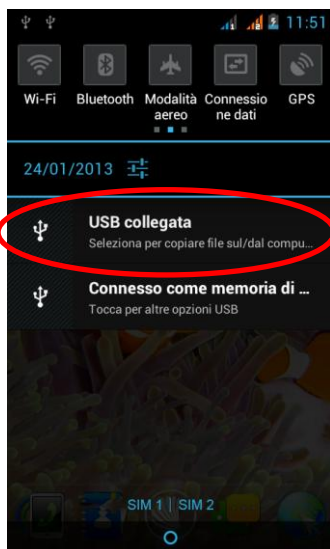 11:51
Wi-Fi Bluetooth Modalità Connessio GPS
aereo ne dati
24/01/2013
USB collegata
Seleziona per copiare file sul/dal compu...
Connesso come memoria di ...
Tocca per altre opzioni USB
SIM 1 | SIM 2